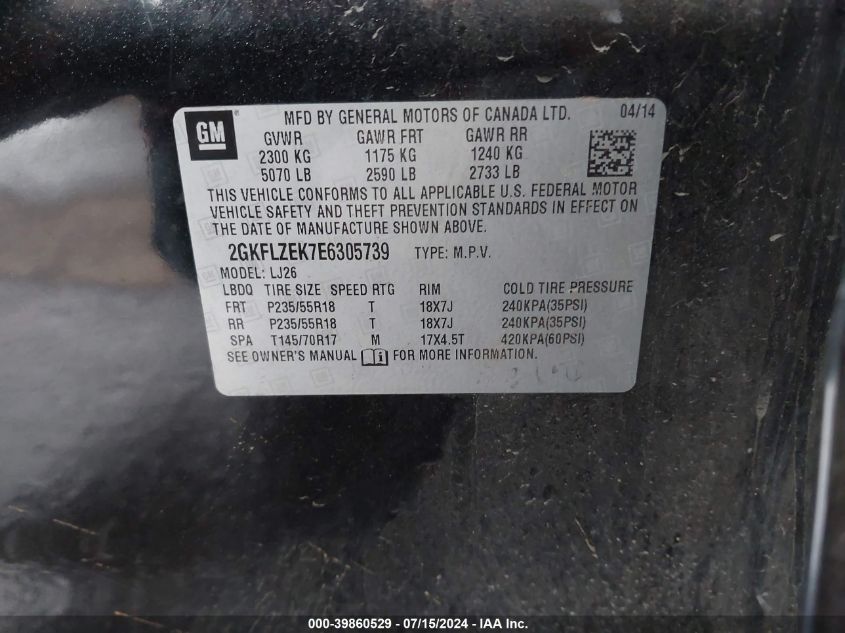 GM
MFD BY GENERAL MOTORS OF CANADA LTD. 04/14
GVWR GAWR FRT GAWR RR
2300 KG 1175 KG 1240 KG
5070 LB 2590 LB 2733 LB
THIS VEHICLE CONFORMS TO ALL APPLICABLE U.S. FEDERAL MOTOR
VEHICLE SAFETY AND THEFT PREVENTION STANDARDS IN EFFECT ON
THE DATE OF MANUFACTURE SHOWN ABOVE.
2GKFLZEK7E6305739 TYPE: M.P.V.
MODEL: LJ26
LBDQ TIRE SIZE SPEED RTG RIM COLD TIRE PRESSURE
FRT P235/55R18 T 18X7J 240KPA(35PSI)
RR P235/55R18 T 18X7J 240KPA(35PSI)
SPA T145/70R17 M 17X4.5T 420KPA(60PSI)
SEE OWNER'S MANUAL FOR MORE INFORMATION.
000-39860529 - 07/15/2024 - IAA Inc.